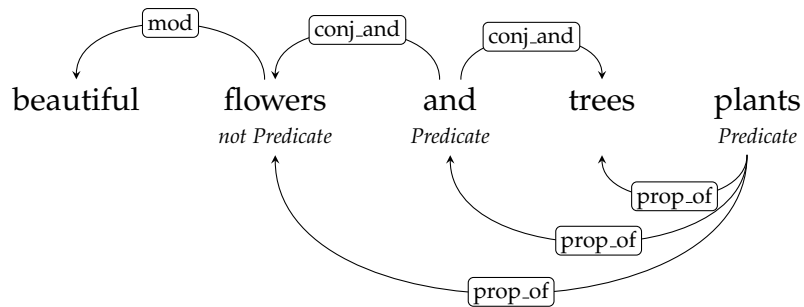 mod conj_and conj_and
beautiful flowers and trees plants
not Predicate Predicate Predicate
prop_of
prop_of
prop_of